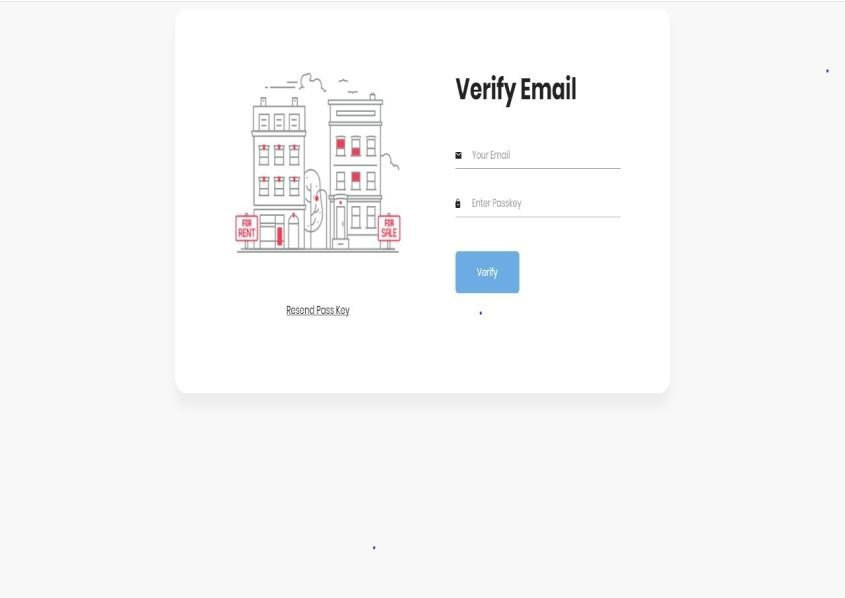 Verify Email
Your Email
Enter Passkey
FOR
RENT
FOR
SALE
Verify
Resend Pass Key